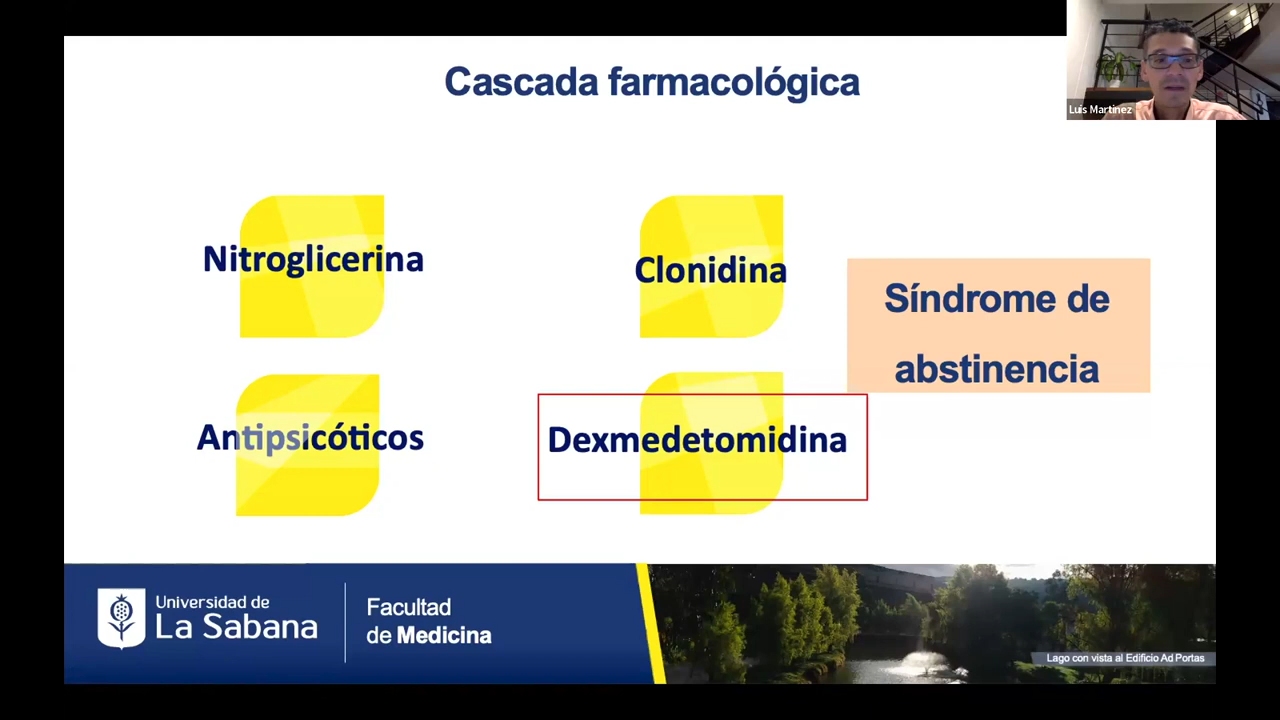 Cascada farmacológica
Luis Martinez
Nitroglicerina
Clonidina
Síndrome de
abstinencia
Antipsicóticos
Dexmedetomidina
Universidad de
La Sabana
Facultad
de Medicina
Lago con vista al Edificio Ad Portas